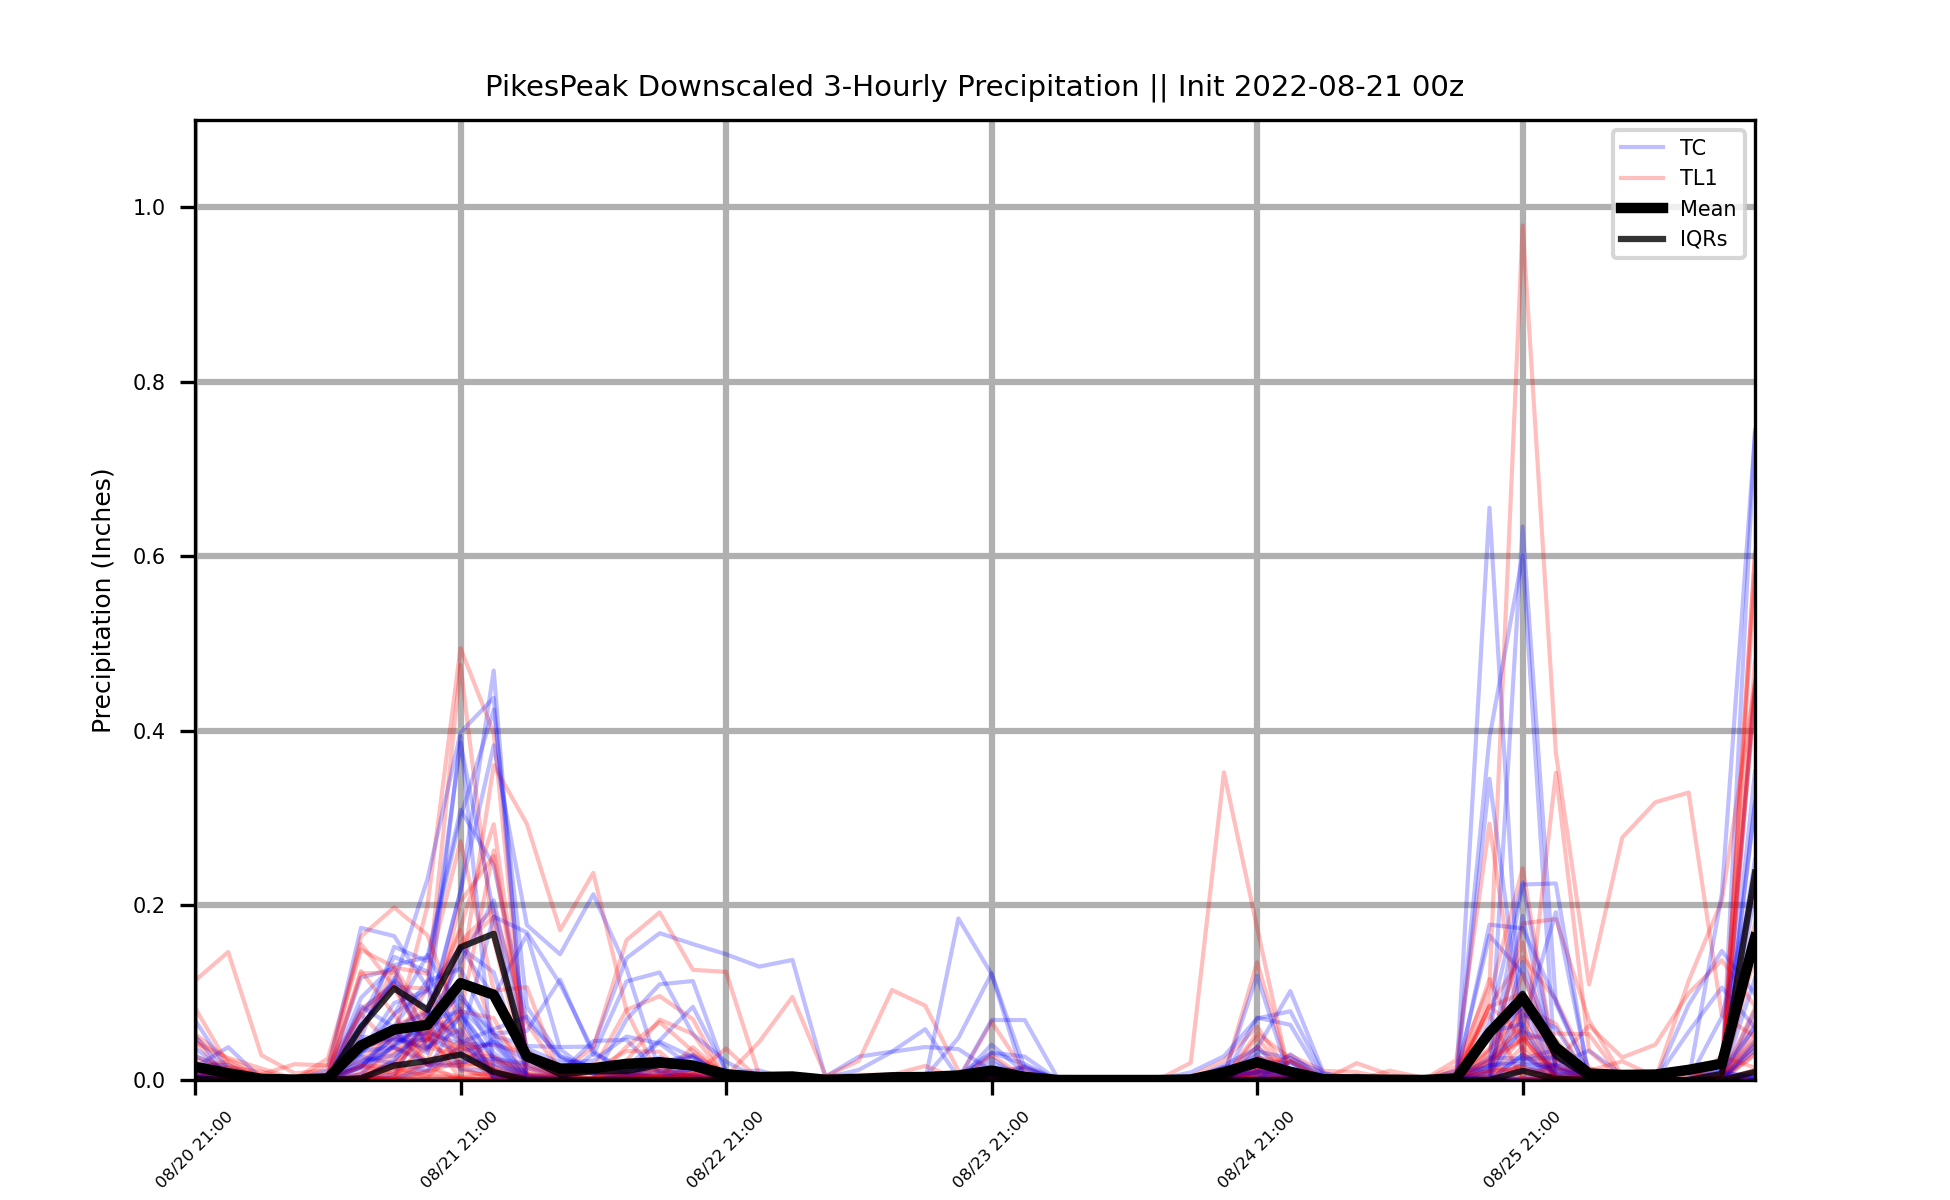 PikesPeak Downscaled 3-Hourly Precipitation || Init 2022-08-21 00z
TC
TL1
Mean
IQRs
Precipitation (Inches)
1.0
0.8
0.6
0.4
0.2
0.0
08/20 21:00
08/21 21:00
08/22 21:00
08/23 21:00
08/24 21:00
08/25 21:00